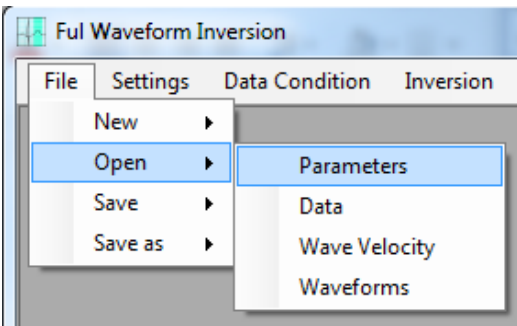 Ful Waveform Inversion
File Settings Data Condition Inversion
New
Open Parameters
Save Data
Save as Wave Velocity
Waveforms